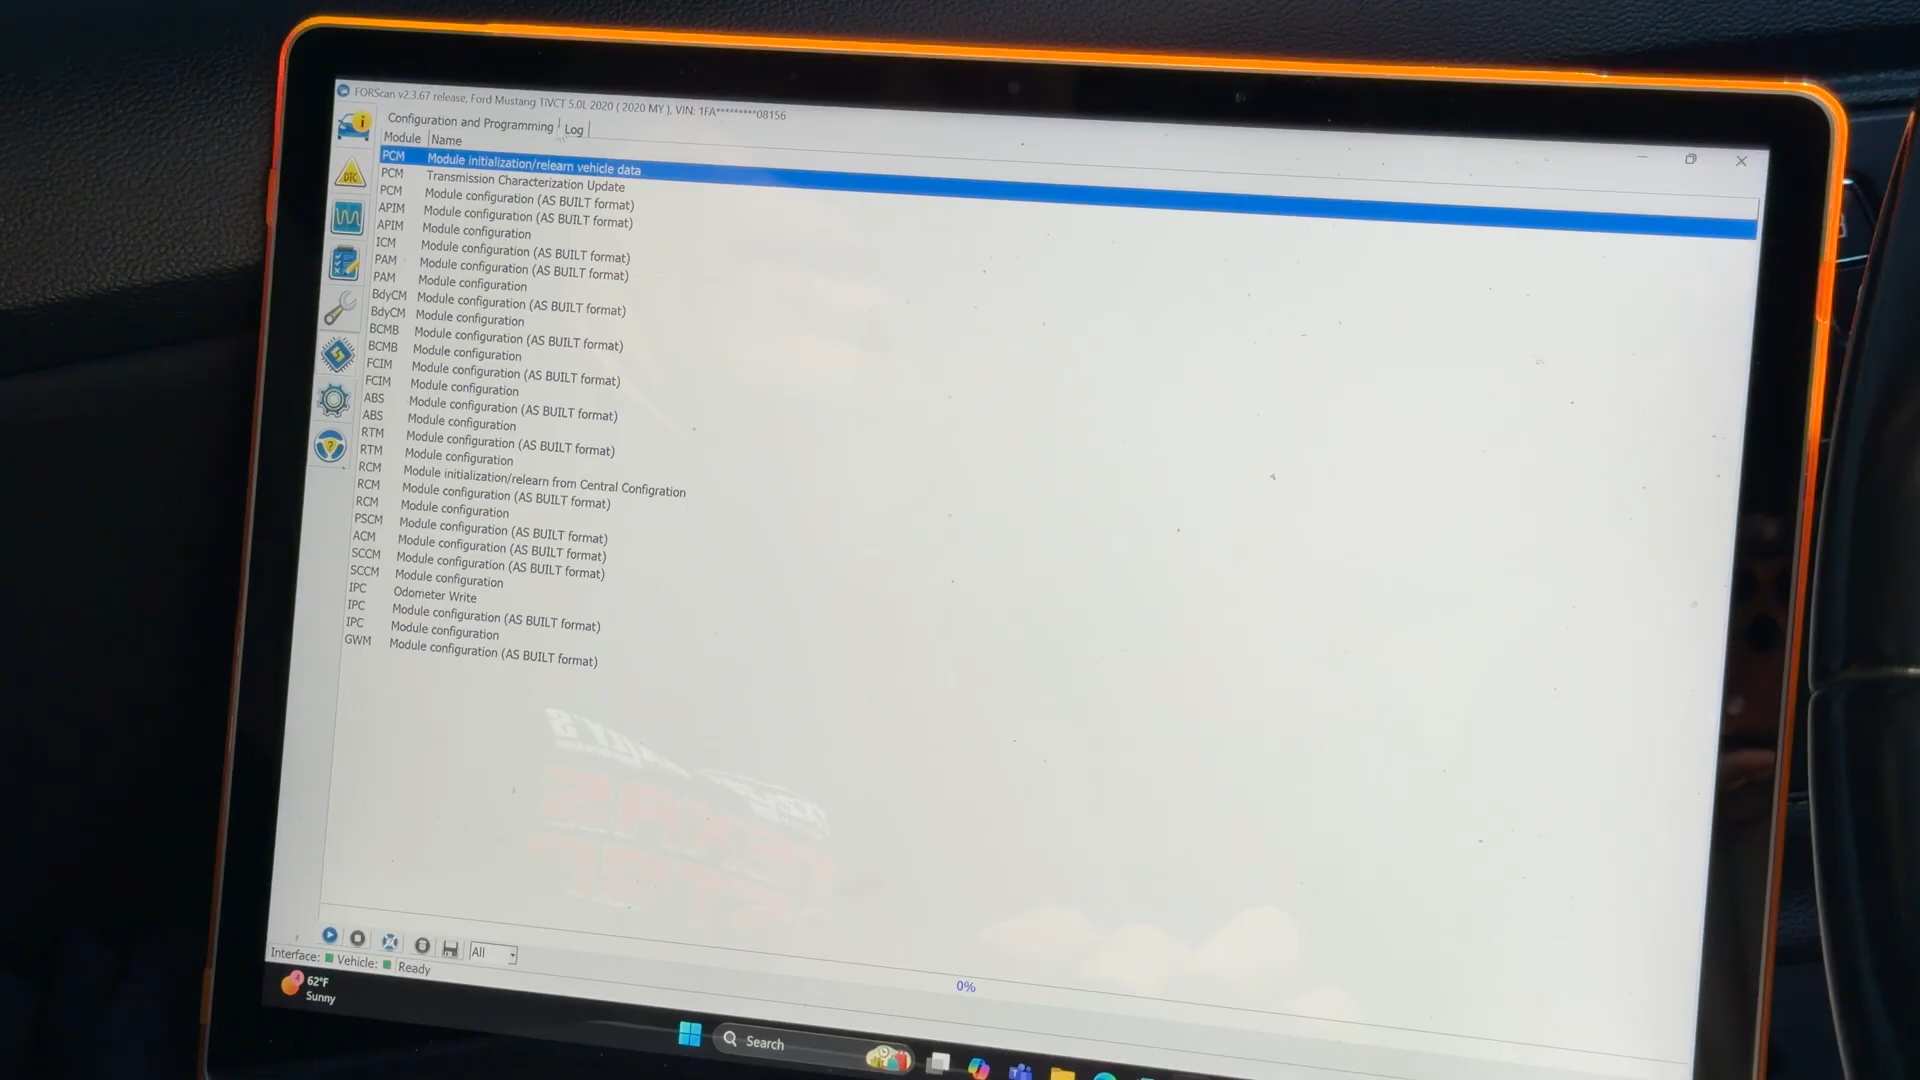 FORScan v2.3.67 release, Ford Mustang TiVCT 5.0L 2020 ( 2020 MY ), VIN: 1FA*********08156
Configuration and Programming Log
Module Name
PCM Module initialization/relearn vehicle data
PCM Transmission Characterization Update
PCM Module configuration (AS BUILT format)
APIM Module configuration (AS BUILT format)
APIM Module configuration
ICM Module configuration (AS BUILT format)
PAM Module configuration (AS BUILT format)
PAM Module configuration
BdyCM Module configuration (AS BUILT format)
BdyCM Module configuration
BCMB Module configuration (AS BUILT format)
BCMB Module configuration
FCIM Module configuration (AS BUILT format)
FCIM Module configuration
ABS Module configuration (AS BUILT format)
ABS Module configuration
RTM Module configuration (AS BUILT format)
RTM Module configuration
RCM Module initialization/relearn from Central Configration
RCM Module configuration (AS BUILT format)
RCM Module configuration
PSCM Module configuration (AS BUILT format)
ACM Module configuration (AS BUILT format)
SCCM Module configuration (AS BUILT format)
SCCM Module configuration
IPC Odometer Write
IPC Module configuration (AS BUILT format)
IPC Module configuration
GWM Module configuration (AS BUILT format)
DTC
TEXAS
All
Interface: Vehicle: Ready
0%
4
62°F
Sunny
Search